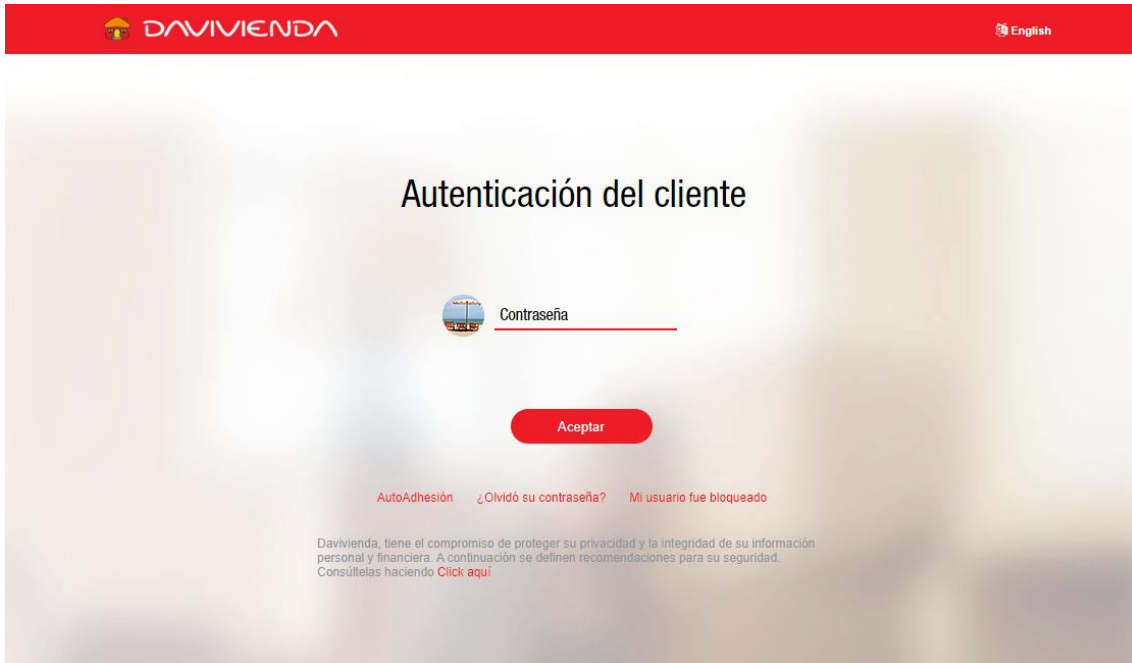 DAVIVIENDA
English
Autenticación del cliente
Contraseña
Aceptar
AutoAdhesión ¿Olvidó su contraseña? Mi usuario fue bloqueado
Davivienda, tiene el compromiso de proteger su privacidad y la integridad de su información
personal y financiera. A continuación se definen recomendaciones para su seguridad.
Consúltelas haciendo Click aquí